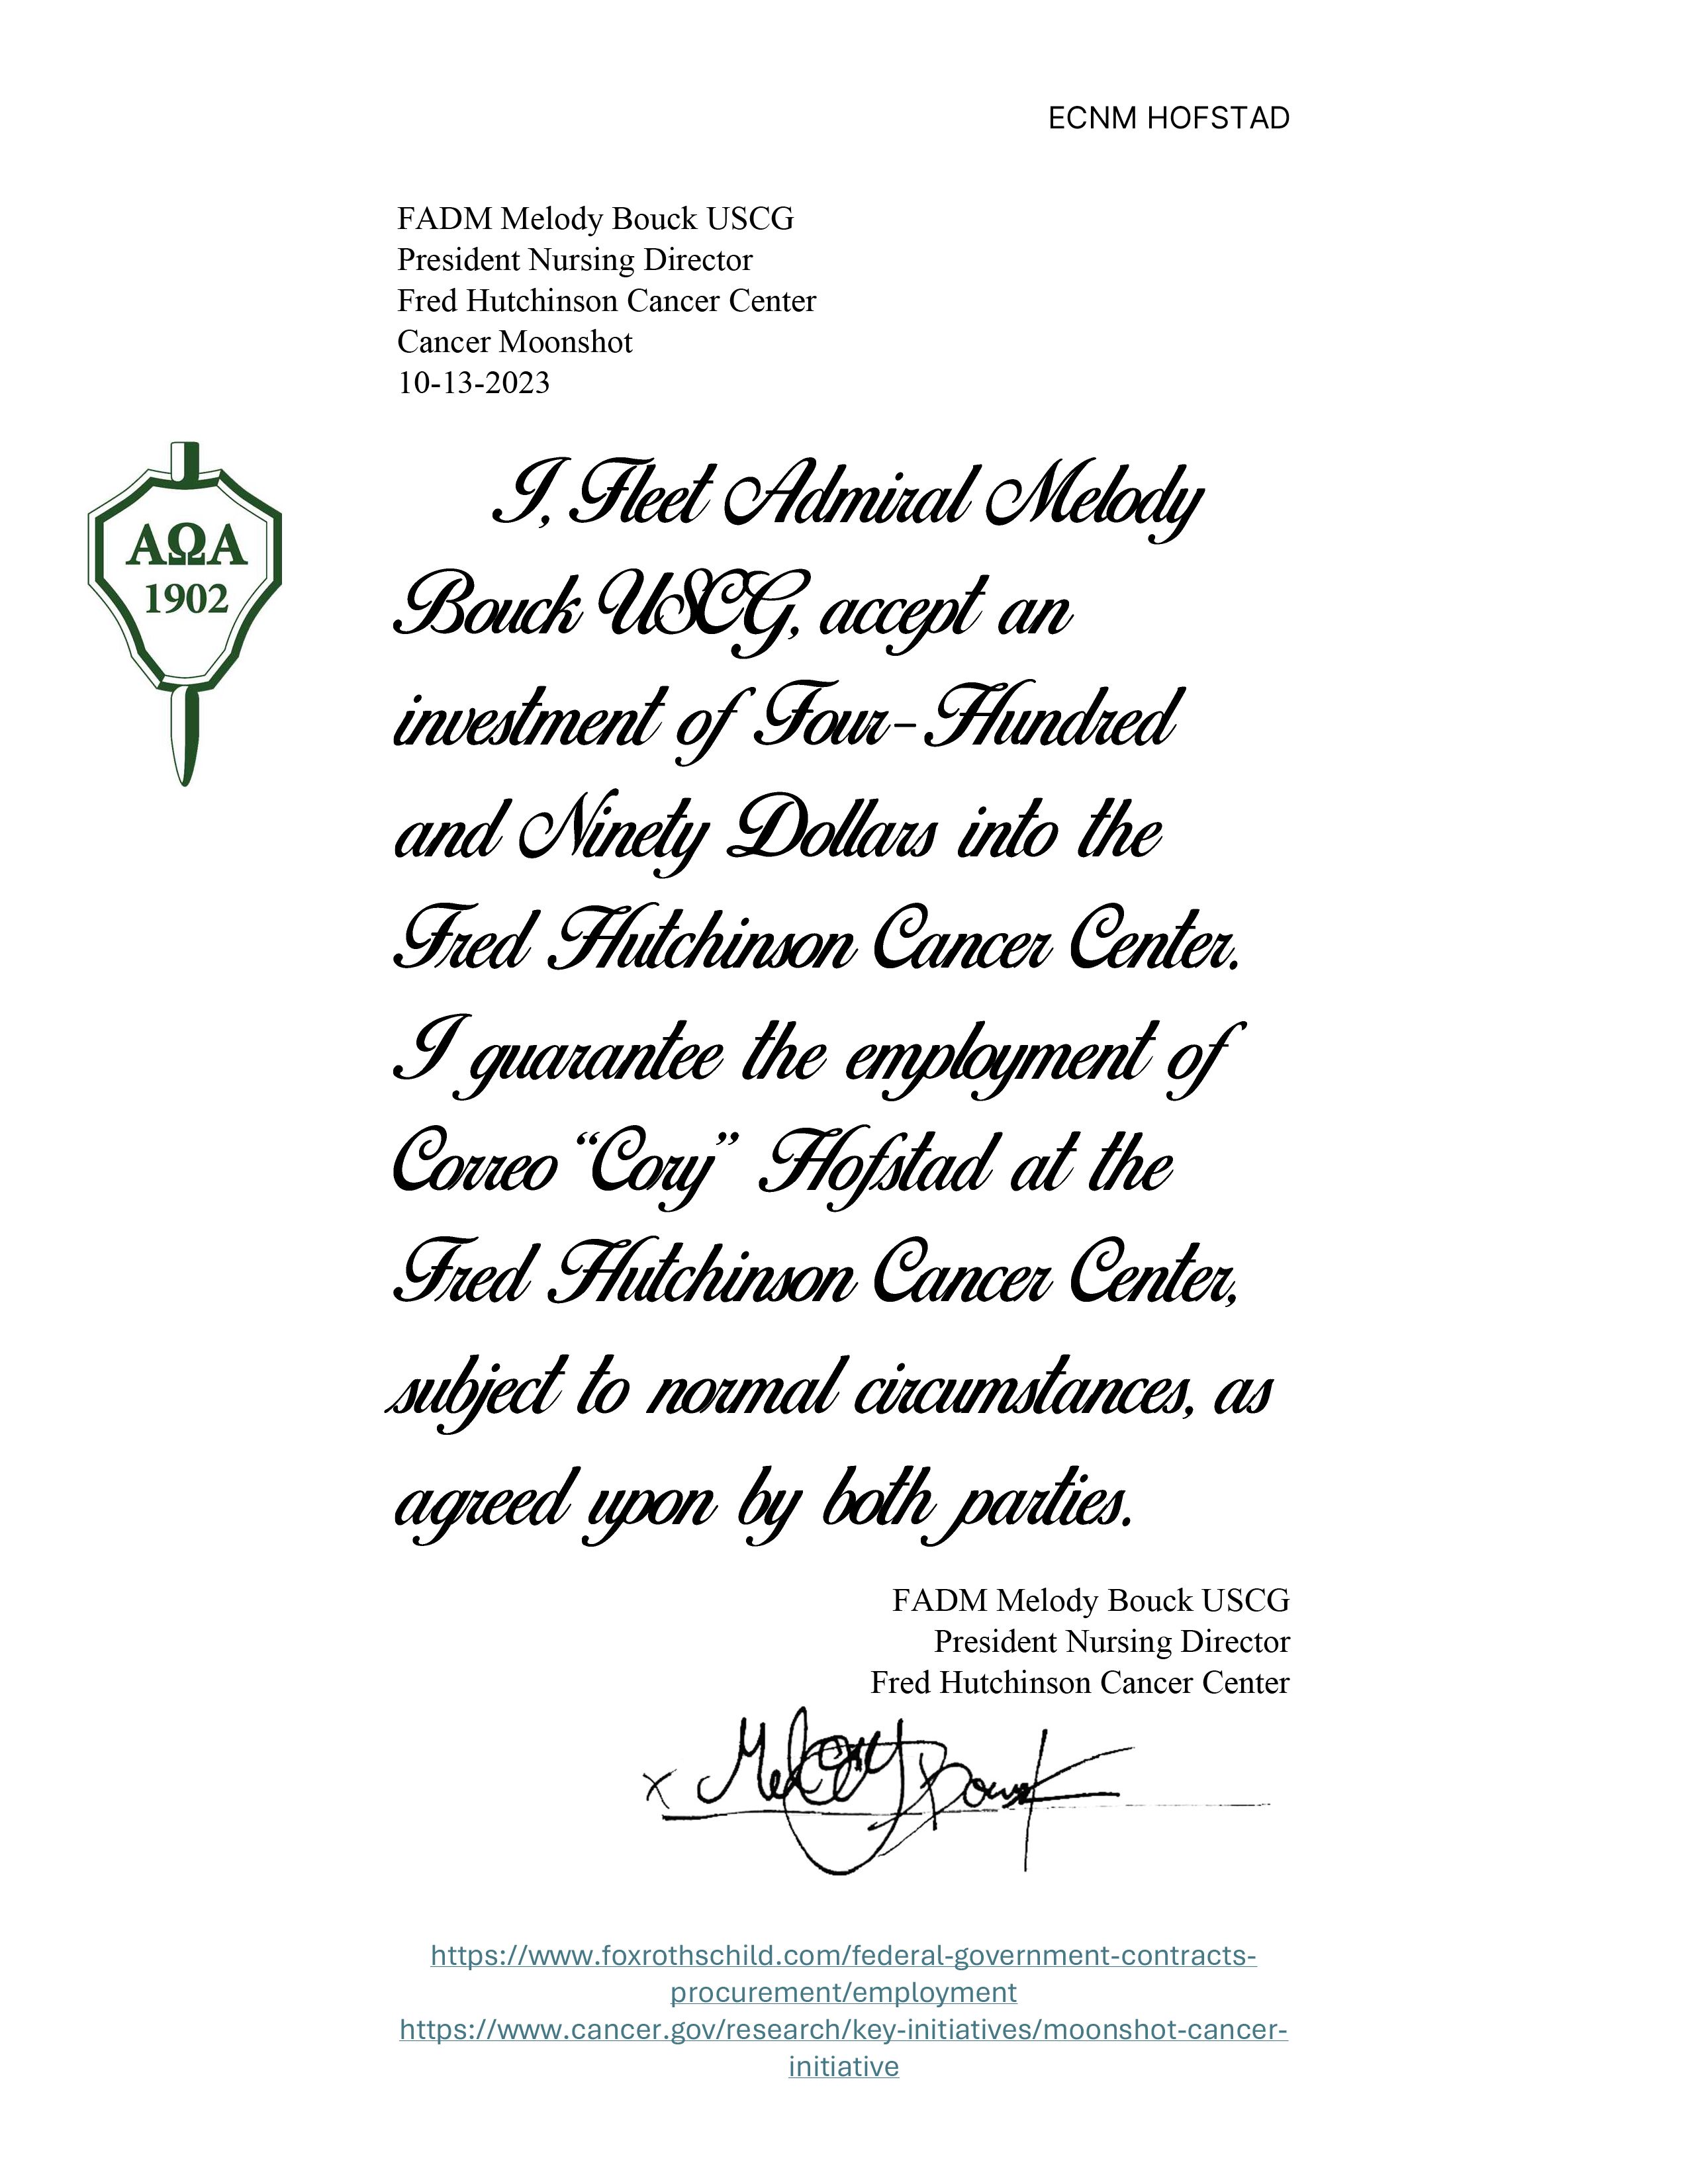 ECNM HOFSTAD
FADM Melody Bouck USCG
President Nursing Director
Fred Hutchinson Cancer Center
Cancer Moonshot
10-13-2023
ΑΩΑ
1902
I, Fleet Admiral Melody
Bouck USCG, accept an
investment of Four-Hundred
and Ninety Dollars into the
Fred Hutchinson Cancer Center.
I guarantee the employment of
Correo “Cory” Hofstad at the
Fred Hutchinson Cancer Center,
subject to normal circumstances, as
agreed upon by both parties.
FADM Melody Bouck USCG
President Nursing Director
Fred Hutchinson Cancer Center
x Melody Bouck
https://www.foxrothschild.com/federal-government-contracts-
procurement/employment
https://www.cancer.gov/research/key-initiatives/moonshot-cancer-
initiative